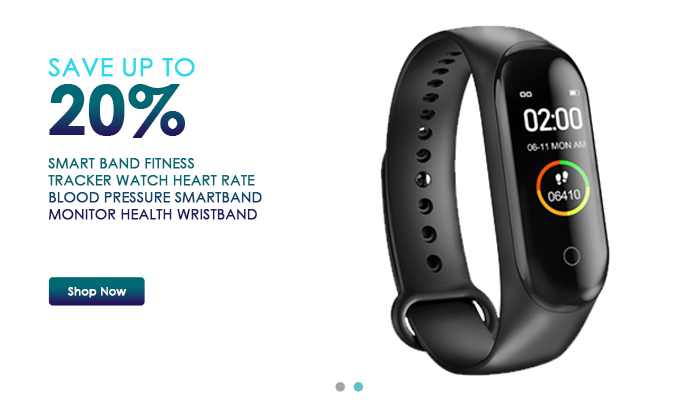 SAVE UP TO
20%
SMART BAND FITNESS
TRACKER WATCH HEART RATE
BLOOD PRESSURE SMARTBAND
MONITOR HEALTH WRISTBAND
Shop Now
02:00
06-11 MON AM
06410